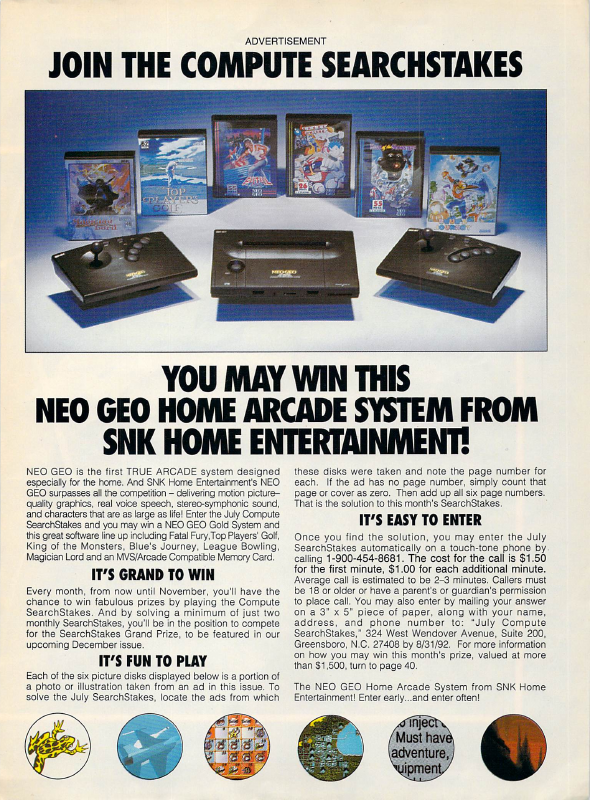 ADVERTISEMENT
JOIN THE COMPUTE SEARCHSTAKES
TOP
PLAYERS
GOLF
26
55
NEO·GEO
YOU MAY WIN THIS
NEO GEO HOME ARCADE SYSTEM FROM
SNK HOME ENTERTAINMENT!
NEO GEO is the first TRUE ARCADE system designed
especially for the home. And SNK Home Entertainment's NEO
GEO surpasses all the competition – delivering motion picture–
quality graphics, real voice speech, stereo-symphonic sound,
and characters that are as large as life! Enter the July Compute
SearchStakes and you may win a NEO GEO Gold System and
this great software line up including Fatal Fury,Top Players' Golf,
King of the Monsters, Blue's Journey, League Bowling,
Magician Lord and an MVS/Arcade Compatible Memory Card.
IT'S GRAND TO WIN
Every month, from now until November, you'll have the
chance to win fabulous prizes by playing the Compute
SearchStakes. And by solving a minimum of just two
monthly SearchStakes, you'll be in the position to compete
for the SearchStakes Grand Prize, to be featured in our
upcoming December issue.
IT'S FUN TO PLAY
Each of the six picture disks displayed below is a portion of
a photo or illustration taken from an ad in this issue. To
solve the July SearchStakes, locate the ads from which
these disks were taken and note the page number for
each. If the ad has no page number, simply count that
page or cover as zero. Then add up all six page numbers.
That is the solution to this month's SearchStakes.
IT'S EASY TO ENTER
Once you find the solution, you may enter the July
SearchStakes automatically on a touch-tone phone by
calling 1-900-454-8681. The cost for the call is $1.50
for the first minute, $1.00 for each additional minute.
Average call is estimated to be 2–3 minutes. Callers must
be 18 or older or have a parent's or guardian's permission
to place call. You may also enter by mailing your answer
on a 3" x 5" piece of paper, along with your name,
address, and phone number to: "July Compute
SearchStakes," 324 West Wendover Avenue, Suite 200,
Greensboro, N.C. 27408 by 8/31/92. For more information
on how you may win this month's prize, valued at more
than $1,500, turn to page 40.
The NEO GEO Home Arcade System from SNK Home
Entertainment! Enter early...and enter often!
o inject
Must have
adventure,
quipment